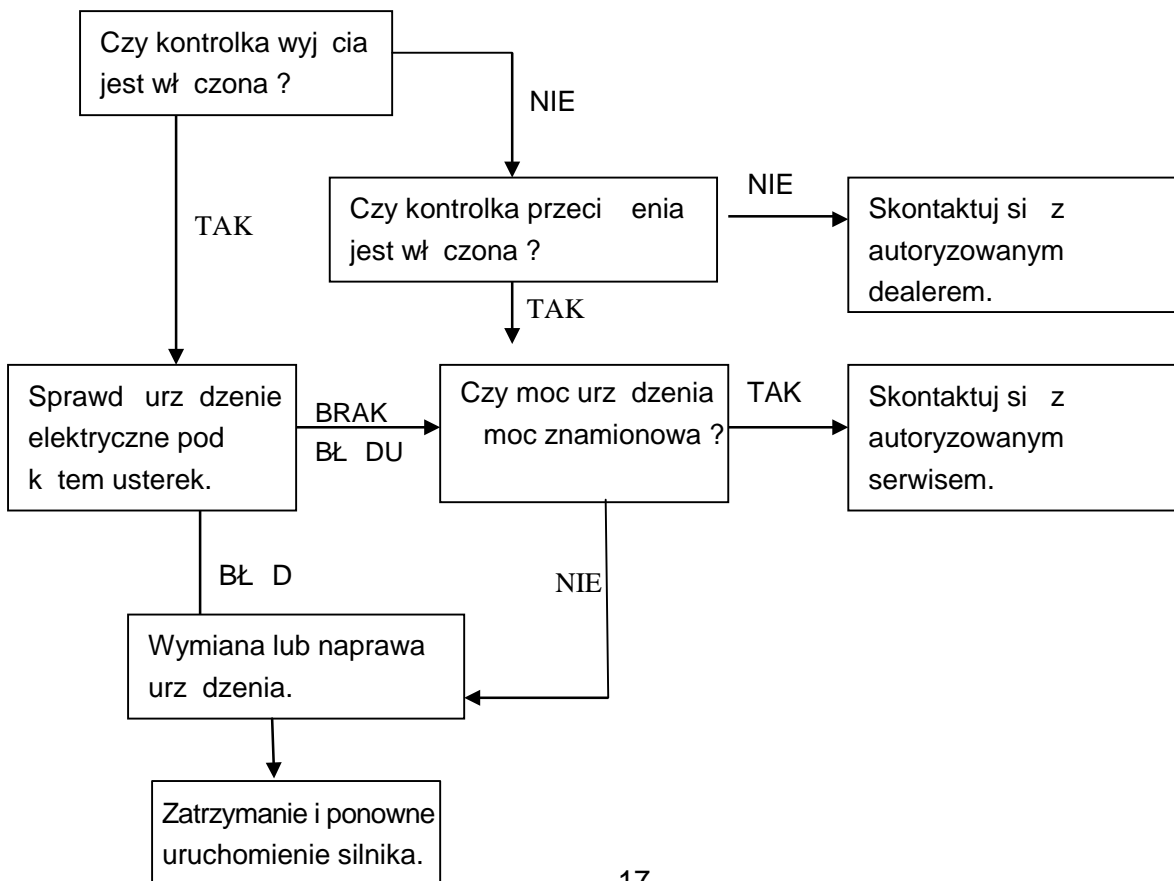 Czy kontrolka wyj cia
jest wł czona ?
NIE
TAK
Czy kontrolka przeci enia
jest wł czona ?
NIE
Skontaktuj si z
autoryzowanym
dealerem.
TAK
Sprawd urz dzenie
elektryczne pod
k tem usterek.
BRAK
BŁ DU
Czy moc urz dzenia
moc znamionowa ?
TAK
Skontaktuj si z
autoryzowanym
serwisem.
BŁ D
NIE
Wymiana lub naprawa
urz dzenia.
Zatrzymanie i ponowne
uruchomienie silnika.
17